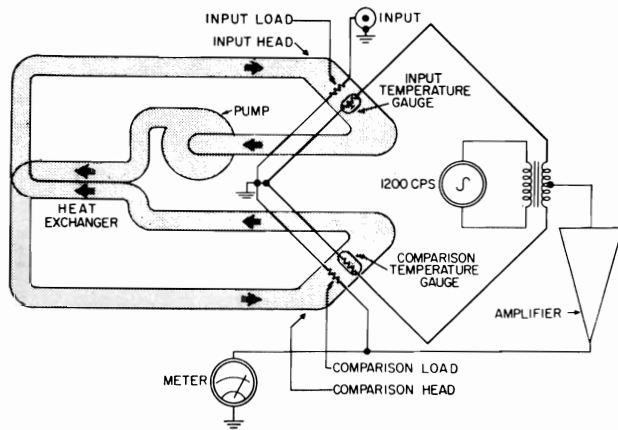 INPUT LOAD
INPUT
INPUT HEAD
INPUT
TEMPERATURE
GAUGE
PUMP
1200 CPS
HEAT
EXCHANGER
COMPARISON
TEMPERATURE
GAUGE
AMPLIFIER
METER
COMPARISON LOAD
COMPARISON HEAD